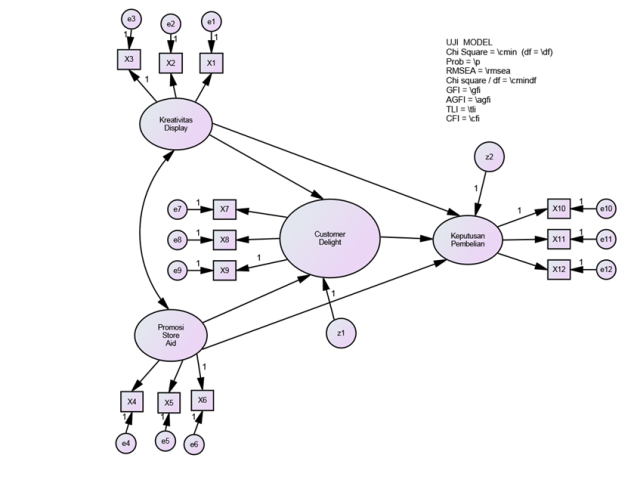 e3
e2
e1
1
1
1
X3
X2
X1
1
Kreativitas
Display
UJI MODEL
Chi Square = \cmin (df = \df)
Prob = \p
RMSEA = \rmsea
Chi square / df = \cmindf
GFI = \gfi
AGFI = \agfi
TLI = \tli
CFI = \cfi
z2
1
e7
1
X7
e8
1
X8
e9
1
X9
1
Customer
Delight
Keputusan
Pembelian
1
X10
1
e10
X11
1
e11
X12
1
e12
1
z1
Promosi
Store
Aid
1
X4
X5
X6
1
1
1
e4
e5
e6